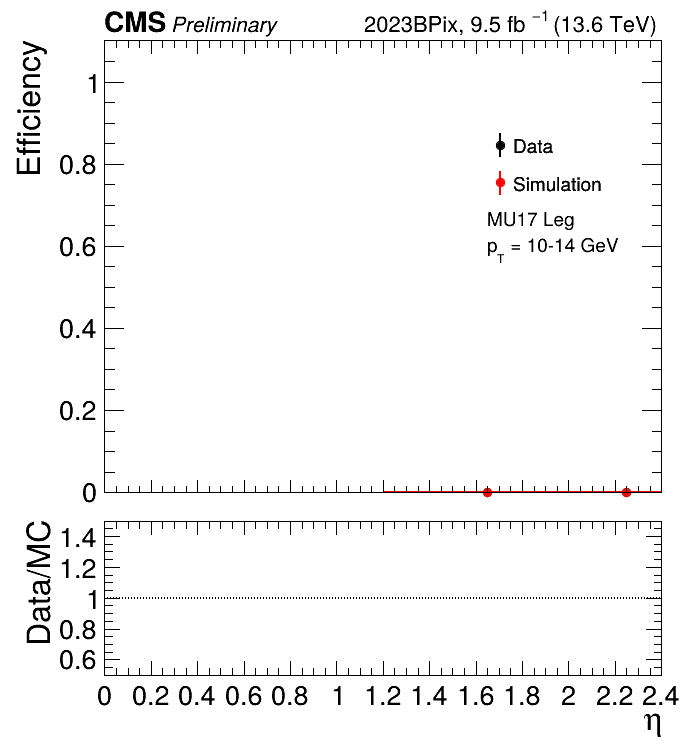 CMS Preliminary 2023BPix, 9.5 fb⁻¹ (13.6 TeV)
Efficiency
1
0.8
0.6
0.4
0.2
0
Data
Simulation
MU17 Leg
p_T = 10-14 GeV
Data/MC
1.4
1.2
1
0.8
0.6
0 0.2 0.4 0.6 0.8 1 1.2 1.4 1.6 1.8 2 2.2 2.4
η